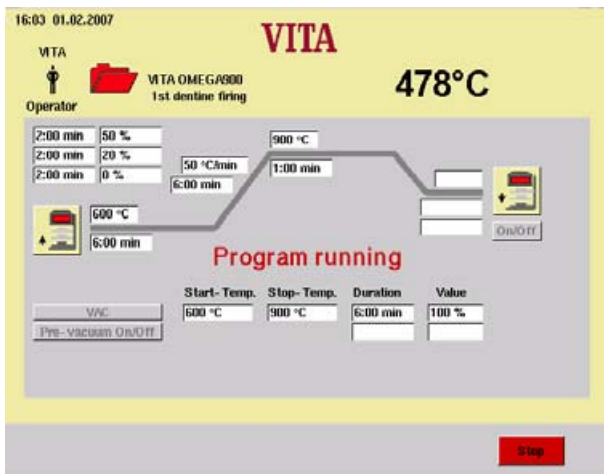 16:03 01.02.2007
VITA
VITA
Operator
VITA OMEGA900
1st dentine firing
478°C
2:00 min 50 %
2:00 min 20 %
2:00 min 0 %
50 °C/min
6:00 min
900 °C
1:00 min
600 °C
6:00 min
On/Off
Program running
Start-Temp. Stop-Temp. Duration Value
600 °C 900 °C 6:00 min 100 %
VAC
Pre-vacuum On/Off
Stop